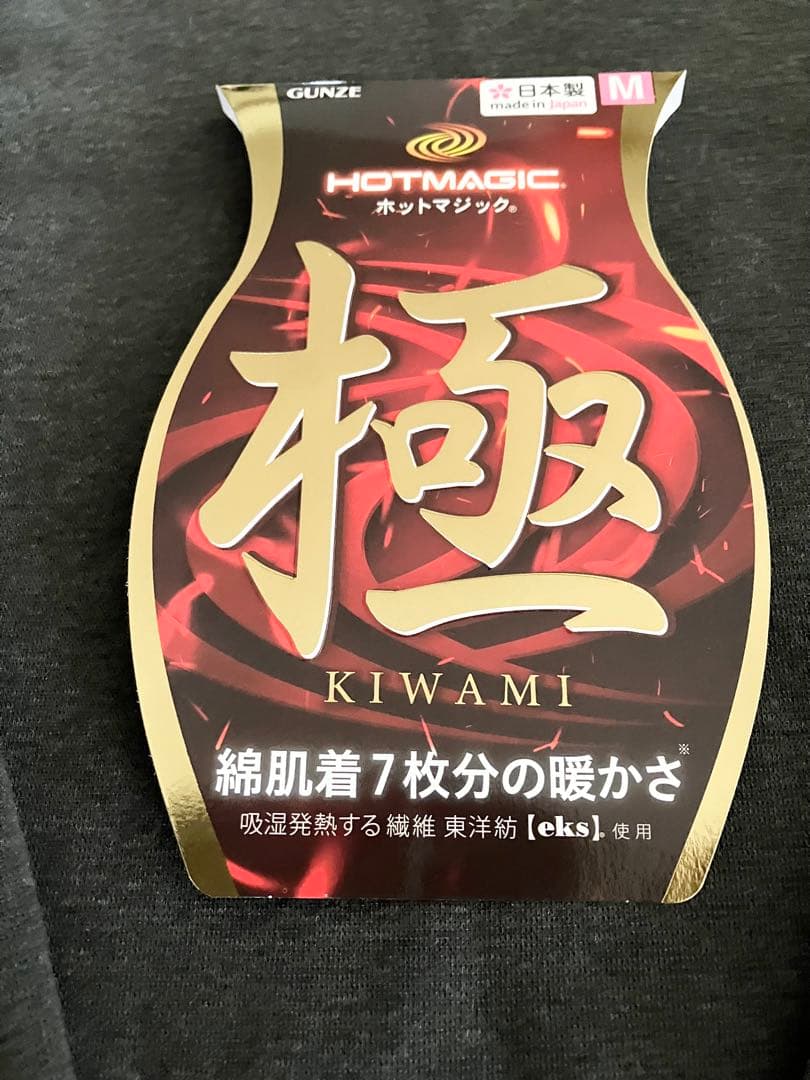 GUNZE
日本製
made in Japan
M
HOTMAGIC®
ホットマジック®
極
KIWAMI
綿肌着7枚分の暖かさ※
吸湿発熱する 繊維 東洋紡【eks】® 使用